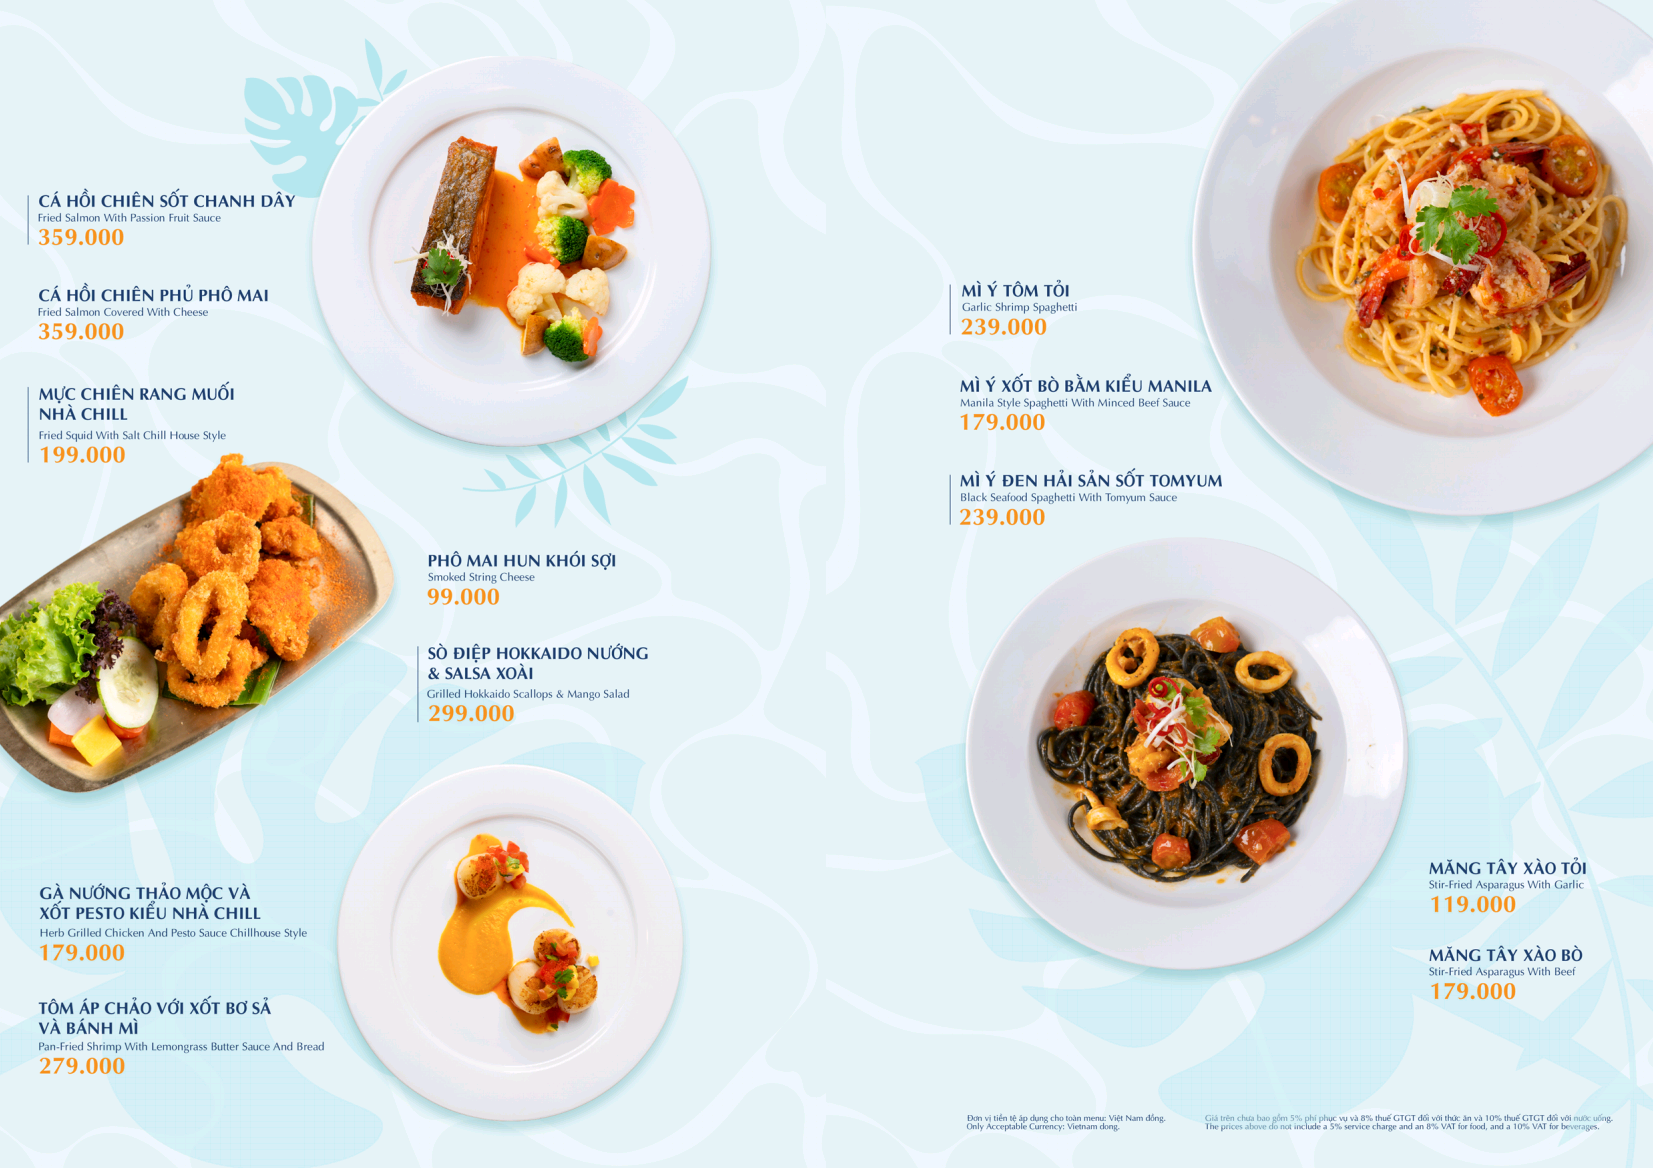 CÁ HỒI CHIÊN SỐT CHANH DÂY
Fried Salmon With Passion Fruit Sauce
359.000
CÁ HỒI CHIÊN PHỦ PHÔ MAI
Fried Salmon Covered With Cheese
359.000
MỰC CHIÊN RANG MUỐI
NHÀ CHILL
Fried Squid With Salt Chill House Style
199.000
PHÔ MAI HUN KHÓI SỢI
Smoked String Cheese
99.000
SÒ ĐIỆP HOKKAIDO NƯỚNG
& SALSA XOÀI
Grilled Hokkaido Scallops & Mango Salad
299.000
GÀ NƯỚNG THẢO MỘC VÀ
XỐT PESTO KIỂU NHÀ CHILL
Herb Grilled Chicken And Pesto Sauce Chillhouse Style
179.000
TÔM ÁP CHẢO VỚI XỐT BƠ SẢ
VÀ BÁNH MÌ
Pan-Fried Shrimp With Lemongrass Butter Sauce And Bread
279.000
MÌ Ý TÔM TỎI
Garlic Shrimp Spaghetti
239.000
MÌ Ý XỐT BÒ BẰM KIỂU MANILA
Manila Style Spaghetti With Minced Beef Sauce
179.000
MÌ Ý ĐEN HẢI SẢN SỐT TOMYUM
Black Seafood Spaghetti With Tomyum Sauce
239.000
MĂNG TÂY XÀO TỎI
Stir-Fried Asparagus With Garlic
119.000
MĂNG TÂY XÀO BÒ
Stir-Fried Asparagus With Beef
179.000
Đơn vị tiền tệ áp dụng cho toàn menu: Việt Nam đồng.
Only Acceptable Currency: Vietnam dong.
Giá trên chưa bao gồm 5% phí phục vụ và 8% thuế GTGT đối với thức ăn và 10% thuế GTGT đối với nước uống.
The prices above do not include a 5% service charge and an 8% VAT for food, and a 10% VAT for beverages.